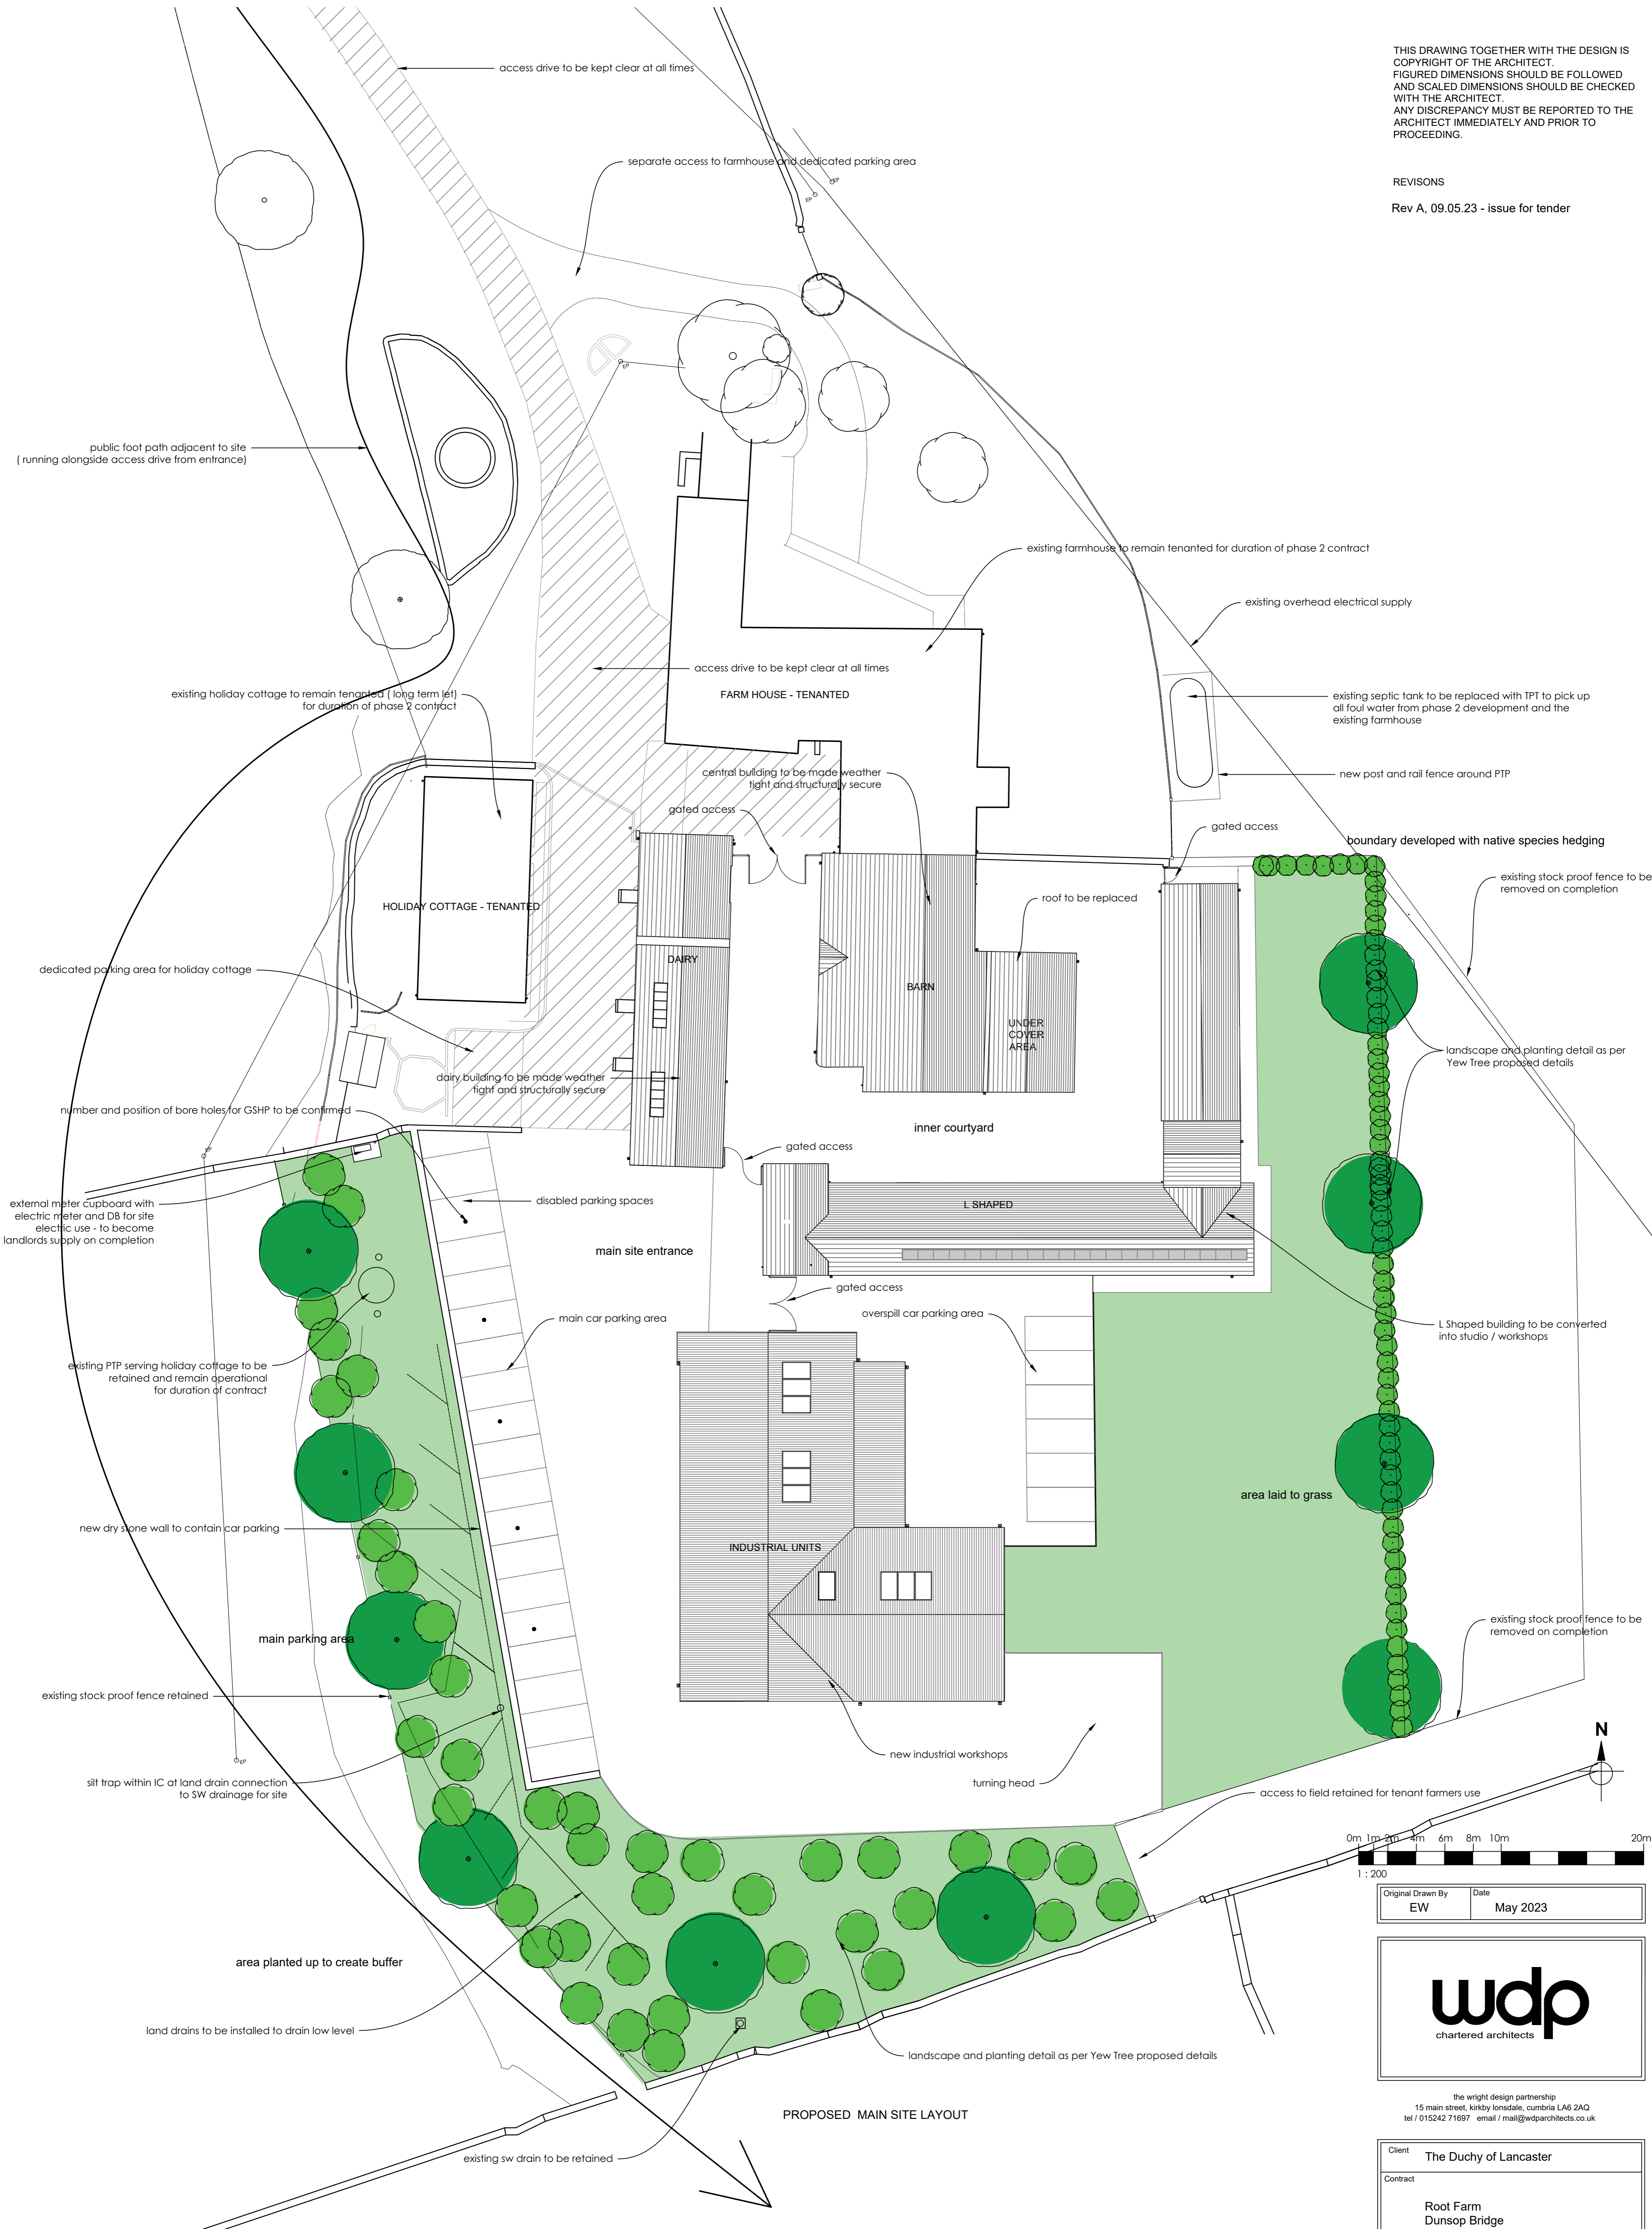 THIS DRAWING TOGETHER WITH THE DESIGN IS
COPYRIGHT OF THE ARCHITECT.
FIGURED DIMENSIONS SHOULD BE FOLLOWED
AND SCALED DIMENSIONS SHOULD BE CHECKED
WITH THE ARCHITECT.
ANY DISCREPANCY MUST BE REPORTED TO THE
ARCHITECT IMMEDIATELY AND PRIOR TO
PROCEEDING.
REVISONS
Rev A, 09.05.23 - issue for tender
access drive to be kept clear at all times
separate access to farmhouse and dedicated parking area
EP
EP
EP
public foot path adjacent to site
( running alongside access drive from entrance)
existing farmhouse to remain tenanted for duration of phase 2 contract
existing overhead electrical supply
access drive to be kept clear at all times
FARM HOUSE - TENANTED
existing holiday cottage to remain tenanted ( long term let)
for duration of phase 2 contract
existing septic tank to be replaced with TPT to pick up
all foul water from phase 2 development and the
existing farmhouse
central building to be made weather
tight and structurally secure
new post and rail fence around PTP
gated access
gated access
boundary developed with native species hedging
existing stock proof fence to be
removed on completion
HOLIDAY COTTAGE - TENANTED
roof to be replaced
DAIRY
dedicated parking area for holiday cottage
BARN
UNDER
COVER
AREA
landscape and planting detail as per
Yew Tree proposed details
dairy building to be made weather
tight and structurally secure
number and position of bore holes for GSHP to be confirmed
inner courtyard
gated access
EP
external meter cupboard with
electric meter and DB for site
electric use - to become
landlords supply on completion
disabled parking spaces
L SHAPED
main site entrance
gated access
main car parking area
overspill car parking area
L Shaped building to be converted
into studio / workshops
existing PTP serving holiday cottage to be
retained and remain operational
for duration of contract
area laid to grass
new dry stone wall to contain car parking
INDUSTRIAL UNITS
main parking area
existing stock proof fence to be
removed on completion
existing stock proof fence retained
N
new industrial workshops
EP
silt trap within IC at land drain connection
to SW drainage for site
turning head
access to field retained for tenant farmers use
0m 1m 2m 4m 6m 8m 10m 20m
1 : 200
Original Drawn By
EW
Date
May 2023
area planted up to create buffer
wdp
chartered architects
land drains to be installed to drain low level
landscape and planting detail as per Yew Tree proposed details
the wright design partnership
15 main street, kirkby lonsdale, cumbria LA6 2AQ
tel / 015242 71697 email / mail@wdparchitects.co.uk
PROPOSED MAIN SITE LAYOUT
existing sw drain to be retained
Client
The Duchy of Lancaster
Contract
Root Farm
Dunsop Bridge